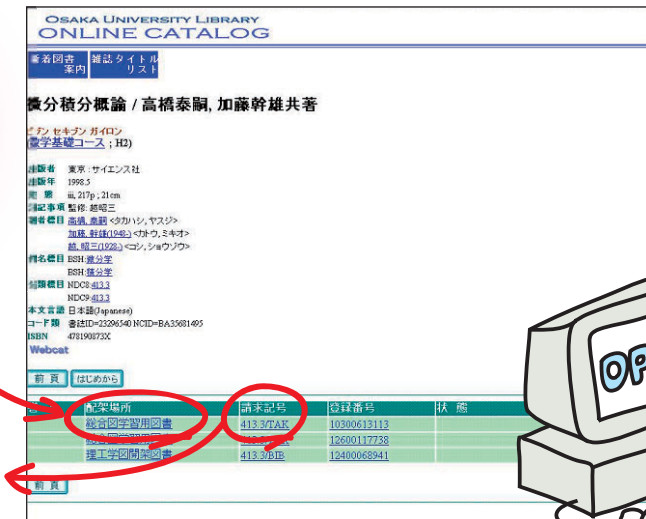 OSAKA UNIVERSITY LIBRARY
ONLINE CATALOG
新着図書案内 雑誌タイトルリスト
微分積分概論 / 高橋泰嗣, 加藤幹雄共著
ビブン セキブン ガイロン
(数学基礎コース ; H2)
出版者 東京 : サイエンス社
出版年 1998.5
形 態 iii, 217p ; 21cm
注記事項 監修: 越昭三
著者標目 高橋, 泰嗣 <タカハシ, ヤスジ>
加藤, 幹雄(1948-) <カトウ, ミキオ>
越, 昭三(1928-) <コシ, ショウゾウ>
件名標目 BSH:微分学
BSH:積分学
分類標目 NDC8:413.3
NDC9:413.3
本文言語 日本語(Japanese)
コード類 書誌ID=23296540 NCID=BA35681495
ISBN 478190873X
Webcat
前 頁 はじめから
配架場所 請求記号 登録番号 状 態
総合図学習用図書 413.3/TAK 10300613113
総合図学習用図書 12600117738
理工学図開架図書 413.3/BIB 12400068941
前 頁
OP